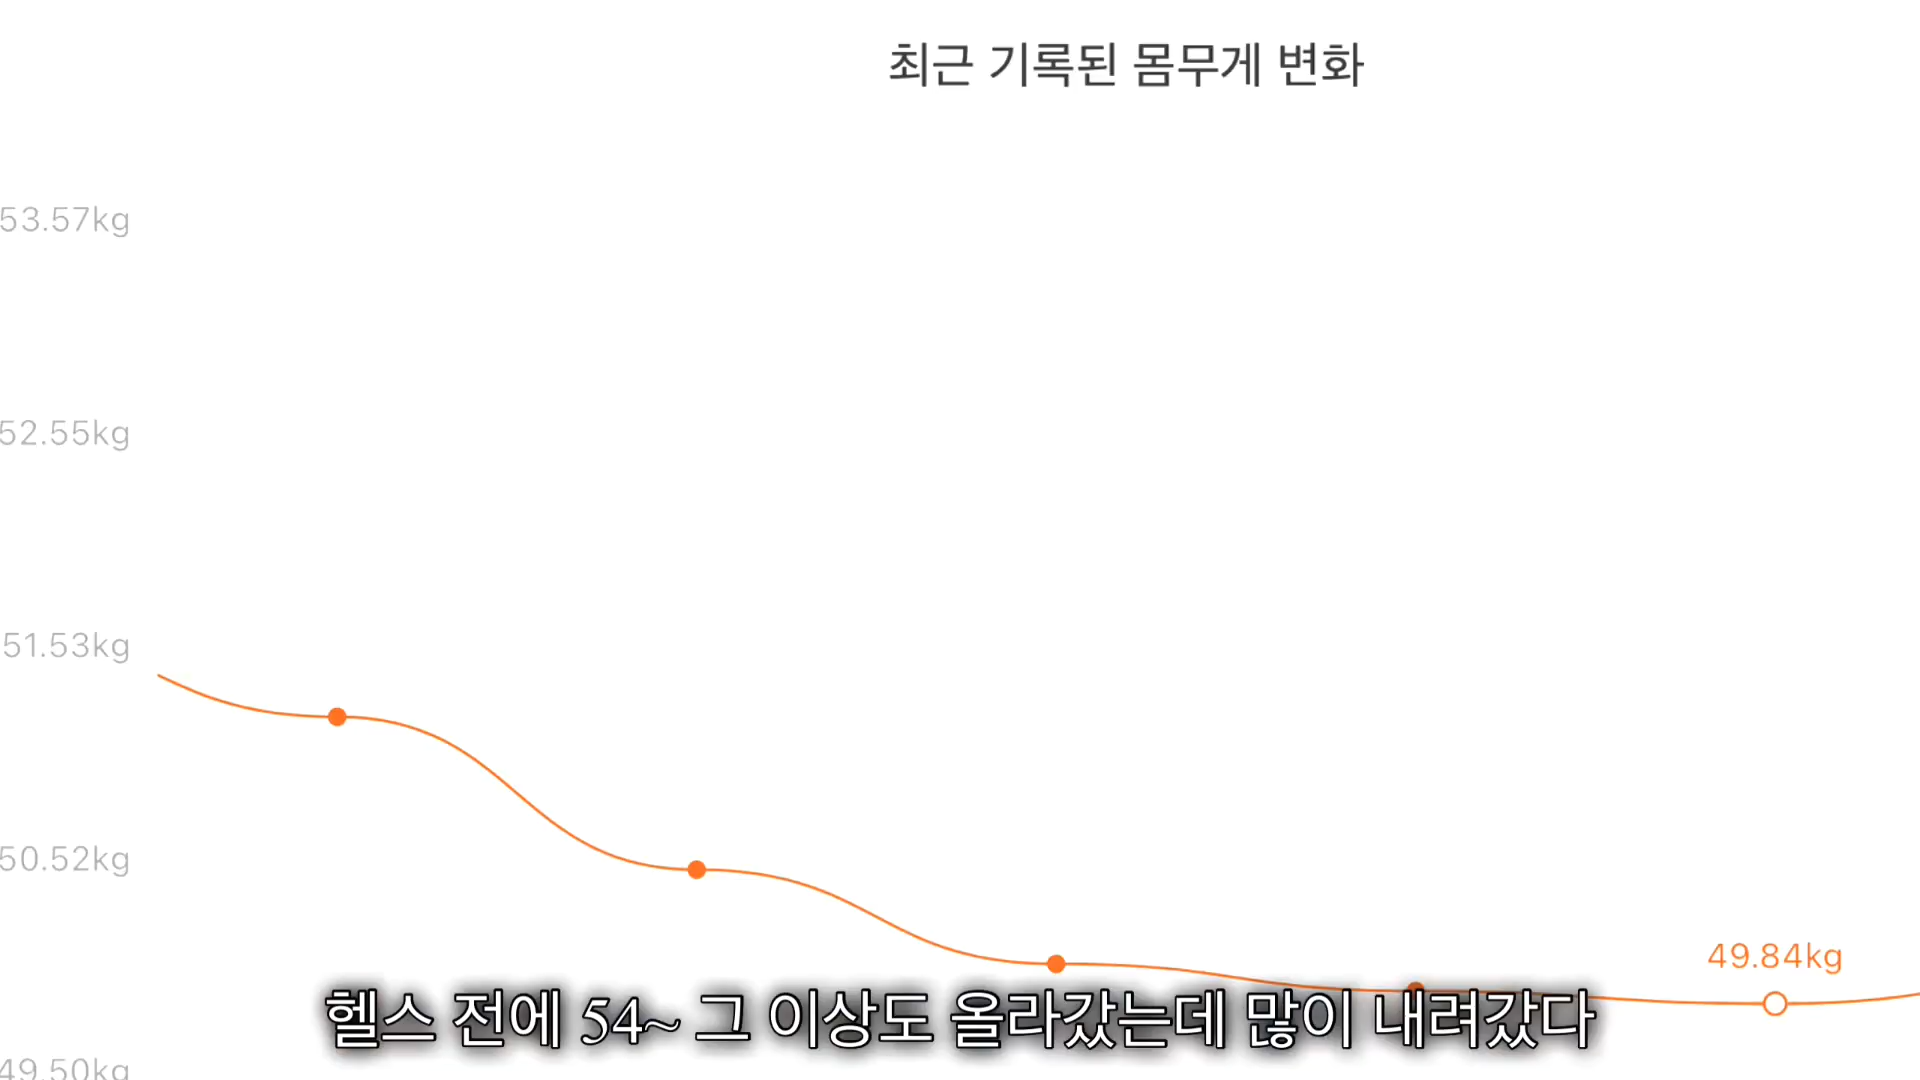 최근 기록된 몸무게 변화
53.57kg
52.55kg
51.53kg
50.52kg
49.84kg
헬스 전에 54~ 그 이상도 올라갔는데 많이 내려갔다
49.50kg